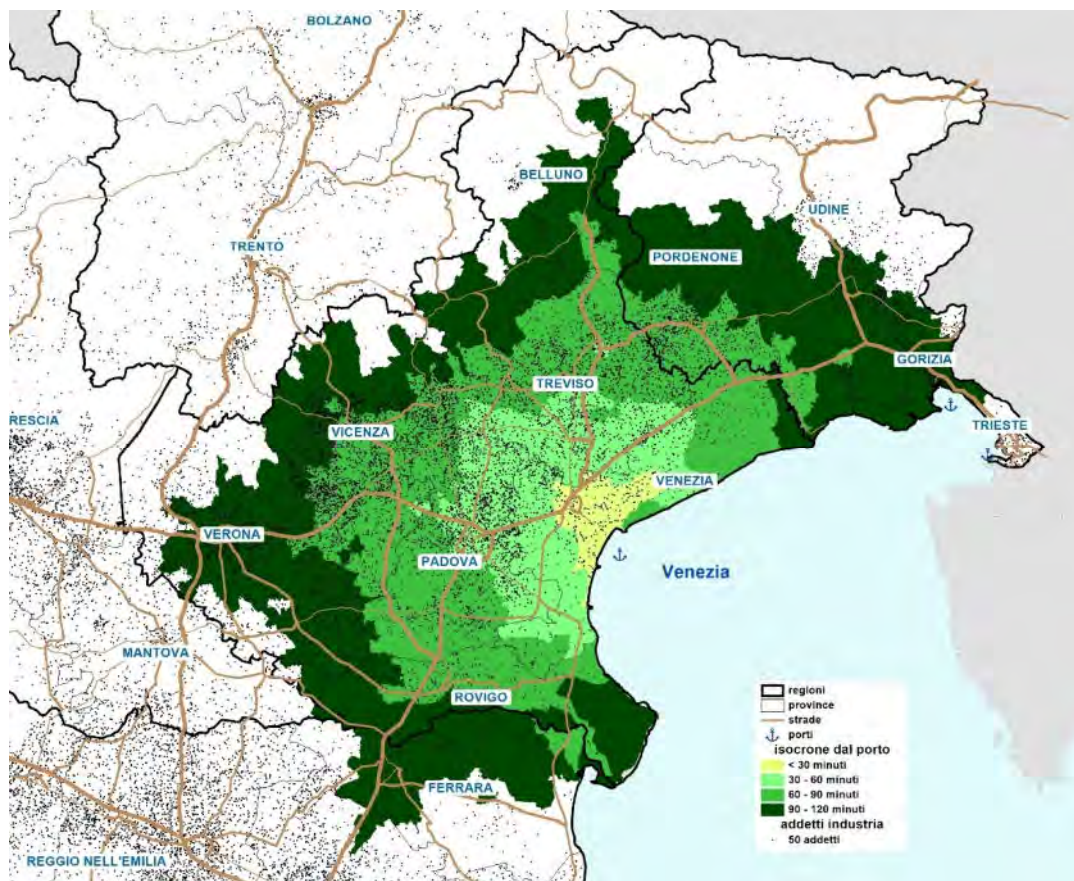 BOLZANO
BELLUNO
UDINE
TRENTO
PORDENONE
GORIZIA
TREVISO
RESCIA
TRIESTE
VICENZA
VENEZIA
VERONA
PADOVA
Venezia
MANTOVA
ROVIGO
FERRARA
REGGIO NELL'EMILIA
regioni
province
strade
porti
isocrone dal porto
< 30 minuti
30 - 60 minuti
60 - 90 minuti
90 - 120 minuti
addetti industria
50 addetti